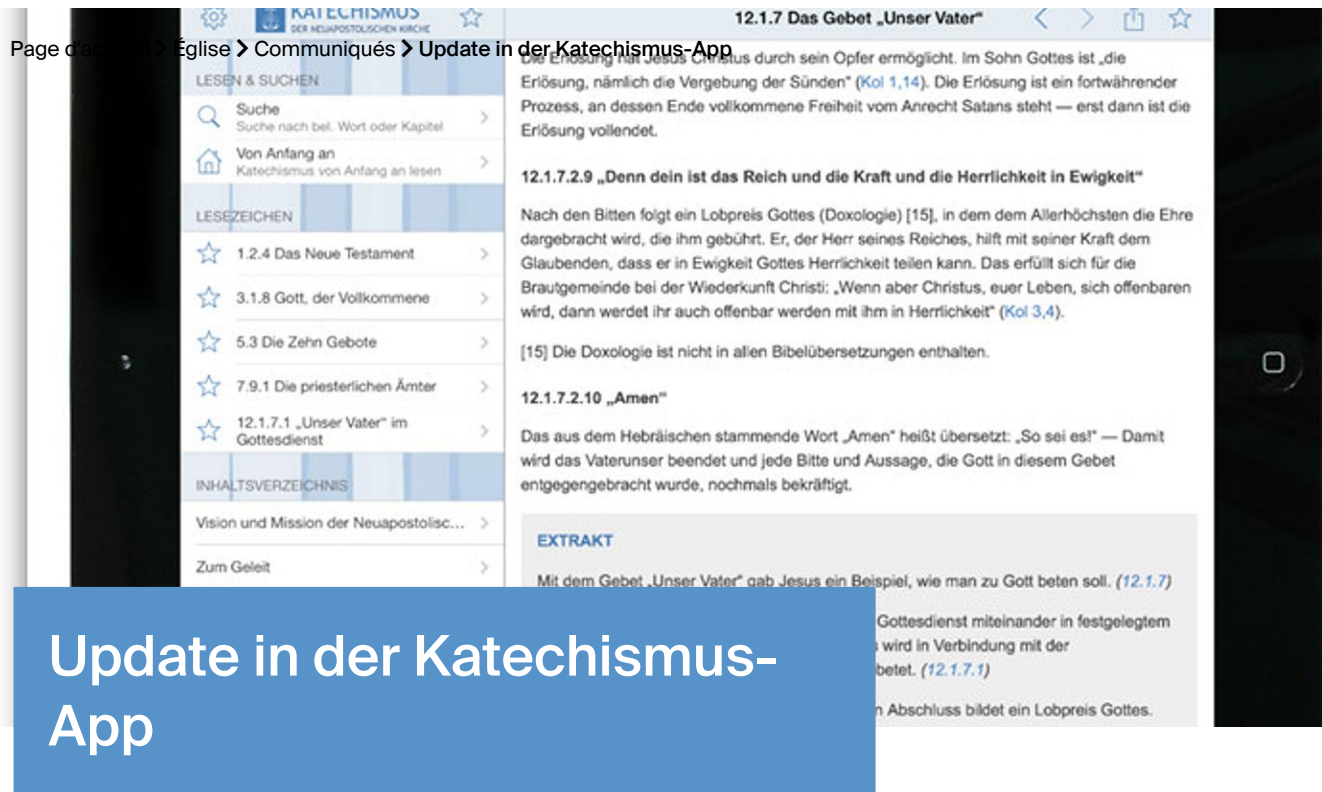 KATECHISMUS
DER NEUAPOSTOLISCHEN KIRCHE
12.1.7 Das Gebet „Unser Vater“
Page d'accueil > Église > Communiqués > Update in der Katechismus-App
LESEN & SUCHEN
Suche
Suche nach bel. Wort oder Kapitel
Von Anfang an
Katechismus von Anfang an lesen
LESEZEICHEN
1.2.4 Das Neue Testament
3.1.8 Gott, der Vollkommene
5.3 Die Zehn Gebote
7.9.1 Die priesterlichen Ämter
12.1.7.1 „Unser Vater“ im
Gottesdienst
INHALTSVERZEICHNIS
Vision und Mission der Neuapostolisc...
Zum Geleit
Die Erlösung hat Jesus Christus durch sein Opfer ermöglicht. Im Sohn Gottes ist „die
Erlösung, nämlich die Vergebung der Sünden“ (Kol 1,14). Die Erlösung ist ein fortwährender
Prozess, an dessen Ende vollkommene Freiheit vom Anrecht Satans steht — erst dann ist die
Erlösung vollendet.
12.1.7.2.9 „Denn dein ist das Reich und die Kraft und die Herrlichkeit in Ewigkeit“
Nach den Bitten folgt ein Lobpreis Gottes (Doxologie) [15], in dem dem Allerhöchsten die Ehre
dargebracht wird, die ihm gebührt. Er, der Herr seines Reiches, hilft mit seiner Kraft dem
Glaubenden, dass er in Ewigkeit Gottes Herrlichkeit teilen kann. Das erfüllt sich für die
Brautgemeinde bei der Wiederkunft Christi: „Wenn aber Christus, euer Leben, sich offenbaren
wird, dann werdet ihr auch offenbar werden mit ihm in Herrlichkeit“ (Kol 3,4).
[15] Die Doxologie ist nicht in allen Bibelübersetzungen enthalten.
12.1.7.2.10 „Amen“
Das aus dem Hebräischen stammende Wort „Amen“ heißt übersetzt: „So sei es!“ — Damit
wird das Vaterunser beendet und jede Bitte und Aussage, die Gott in diesem Gebet
entgegengebracht wurde, nochmals bekräftigt.
EXTRAKT
Mit dem Gebet „Unser Vater“ gab Jesus ein Beispiel, wie man zu Gott beten soll. (12.1.7)
Gottesdienst miteinander in festgelegtem
wird in Verbindung mit der
betet. (12.1.7.1)
Abschluss bildet ein Lobpreis Gottes.
Update in der Katechismus-
App